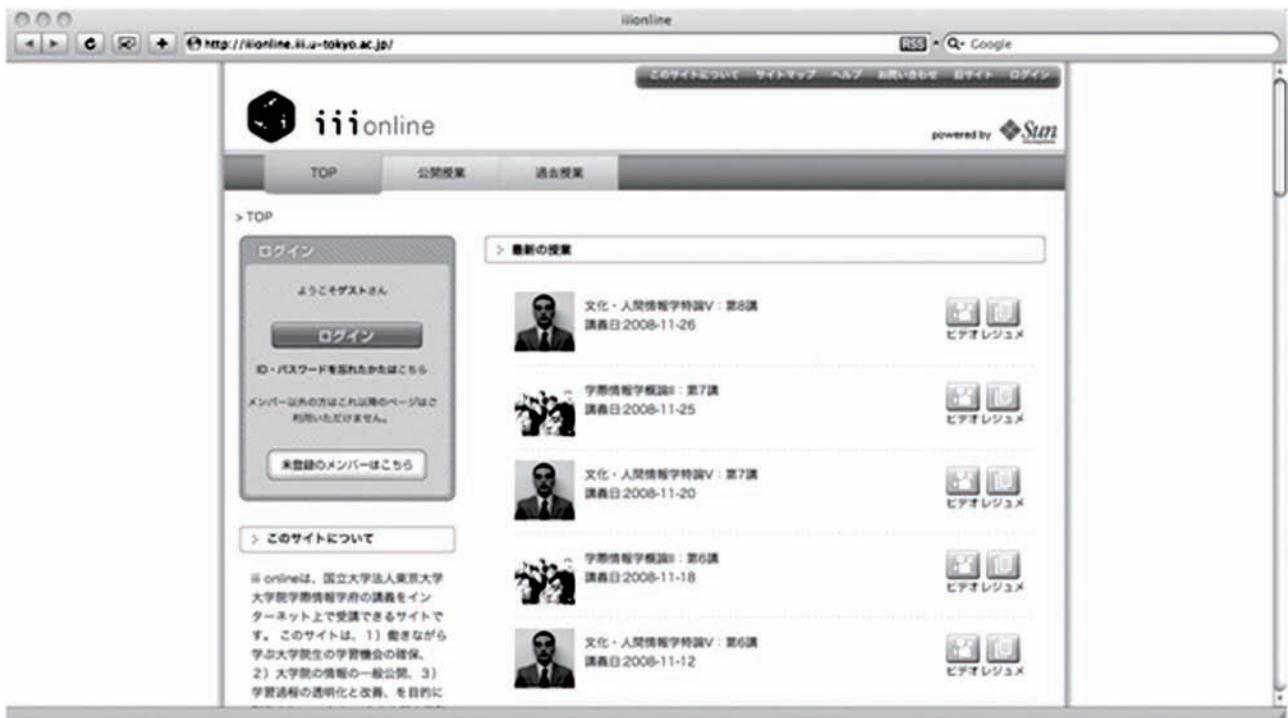 iiionline
http://iiionline.iii.u-tokyo.ac.jp/
RSS
Google
このサイトについて サイトマップ ヘルプ お問い合わせ 旧サイト ログイン
iiionline
powered by Sun
TOP 公開授業 過去授業
> TOP
ログイン
ようこそゲストさん
ログイン
ID・パスワードを忘れたかたはこちら
メンバー以外の方はこれ以降のページはご
利用いただけません。
未登録のメンバーはこちら
> このサイトについて
iii onlineは、国立大学法人東京大学
大学院学際情報学府の講義をイン
ターネット上で受講できるサイトで
す。 このサイトは、1）働きながら
学ぶ大学院生の学習機会の確保、
2）大学院の情報の一般公開、3）
学習過程の透明化と改善、を目的に
> 最新の授業
文化・人間情報学特論V：第8講
講義日:2008-11-26
ビデオ レジュメ
学際情報学概論II：第7講
講義日:2008-11-25
ビデオ レジュメ
文化・人間情報学特論V：第7講
講義日:2008-11-20
ビデオ レジュメ
学際情報学概論II：第6講
講義日:2008-11-18
ビデオ レジュメ
文化・人間情報学特論V：第6講
講義日:2008-11-12
ビデオ レジュメ